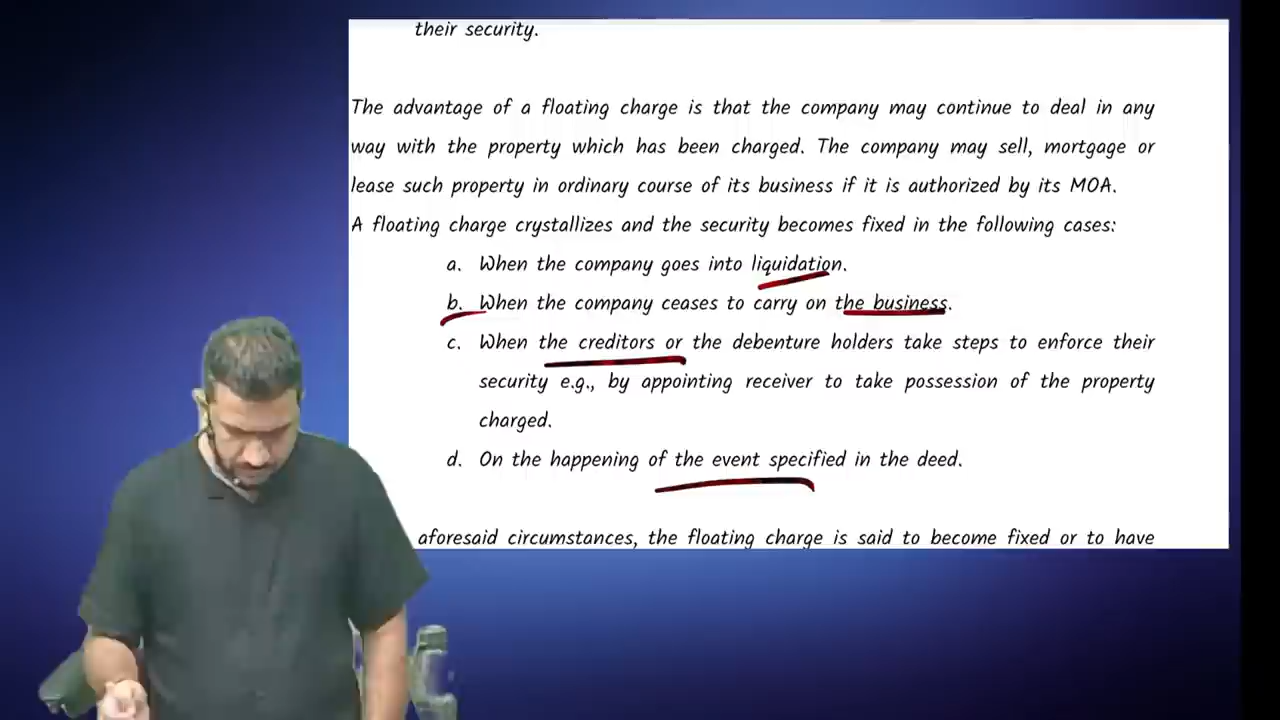 their security.
The advantage of a floating charge is that the company may continue to deal in any
way with the property which has been charged. The company may sell, mortgage or
lease such property in ordinary course of its business if it is authorized by its MOA.
A floating charge crystallizes and the security becomes fixed in the following cases:
a. When the company goes into liquidation.
b. When the company ceases to carry on the business.
c. When the creditors or the debenture holders take steps to enforce their
security e.g., by appointing receiver to take possession of the property
charged.
d. On the happening of the event specified in the deed.
aforesaid circumstances, the floating charge is said to become fixed or to have